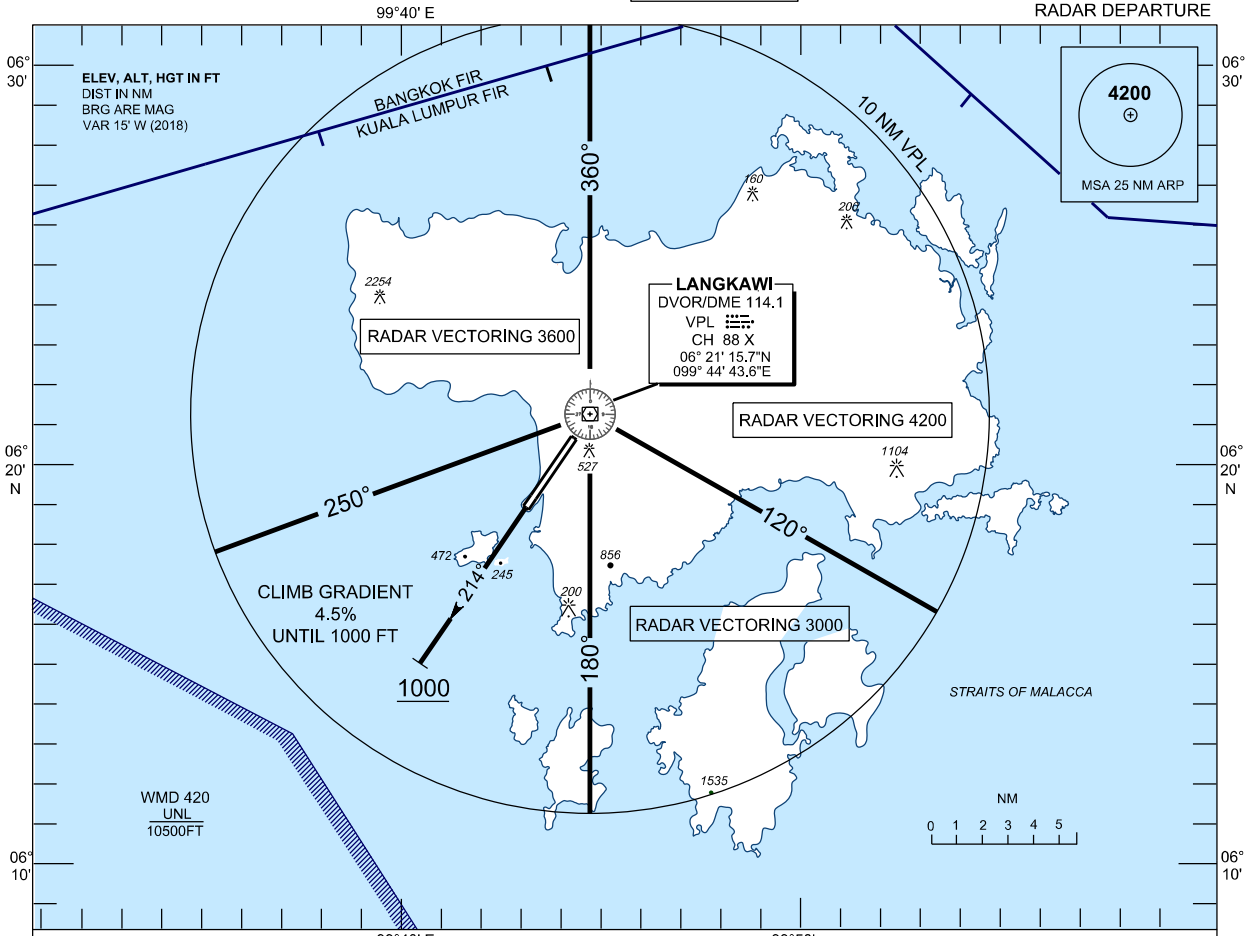 99° 40' E
RADAR DEPARTURE
06°
30'
ELEV, ALT, HGT IN FT
DIST IN NM
BRG ARE MAG
VAR 15' W (2018)
BANGKOK FIR
KUALA LUMPUR FIR
10 NM VPL
4200
MSA 25 NM ARP
06°
30'
360°
160
206
2254
RADAR VECTORING 3600
LANGKAWI
DVOR/DME 114.1
VPL
CH 88 X
06° 21' 15.7"N
099° 44' 43.6"E
RADAR VECTORING 4200
1104
527
06°
20'
N
06°
20'
N
250°
120°
472
245
856
214°
200
CLIMB GRADIENT
4.5%
UNTIL 1000 FT
RADAR VECTORING 3000
180°
1000
STRAITS OF MALACCA
1535
WMD 420
UNL
10500FT
NM
0 1 2 3 4 5
06°
10'
06°
10'